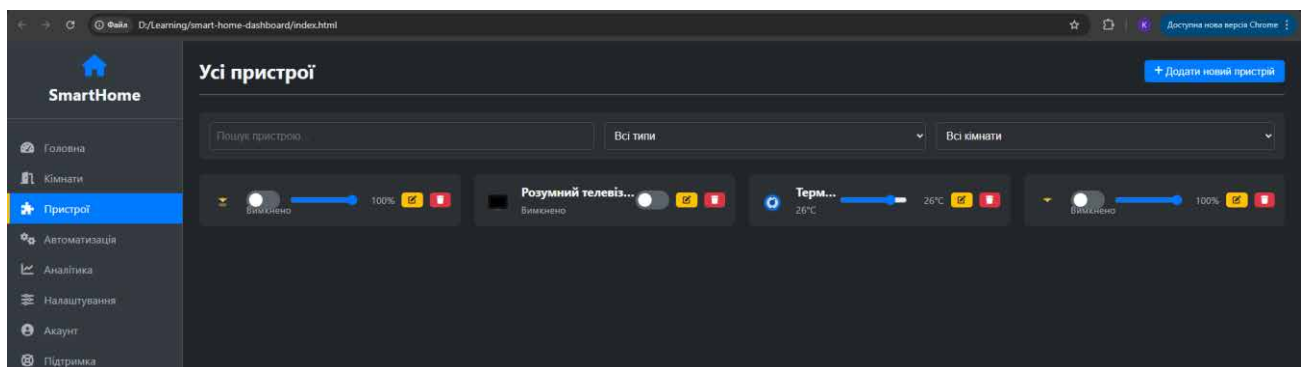 Файл D:/Learning/smart-home-dashboard/index.html
K Доступна нова версія Chrome
SmartHome
Головна
Кімнати
Пристрої
Автоматизація
Аналітика
Налаштування
Акаунт
Підтримка
Усі пристрої
+ Додати новий пристрій
Пошук пристрою...
Всі типи
Всі кімнати
Вимкнено
100%
Розумний телевіз...
Вимкнено
Терм...
26°C
26°C
Вимкнено
100%